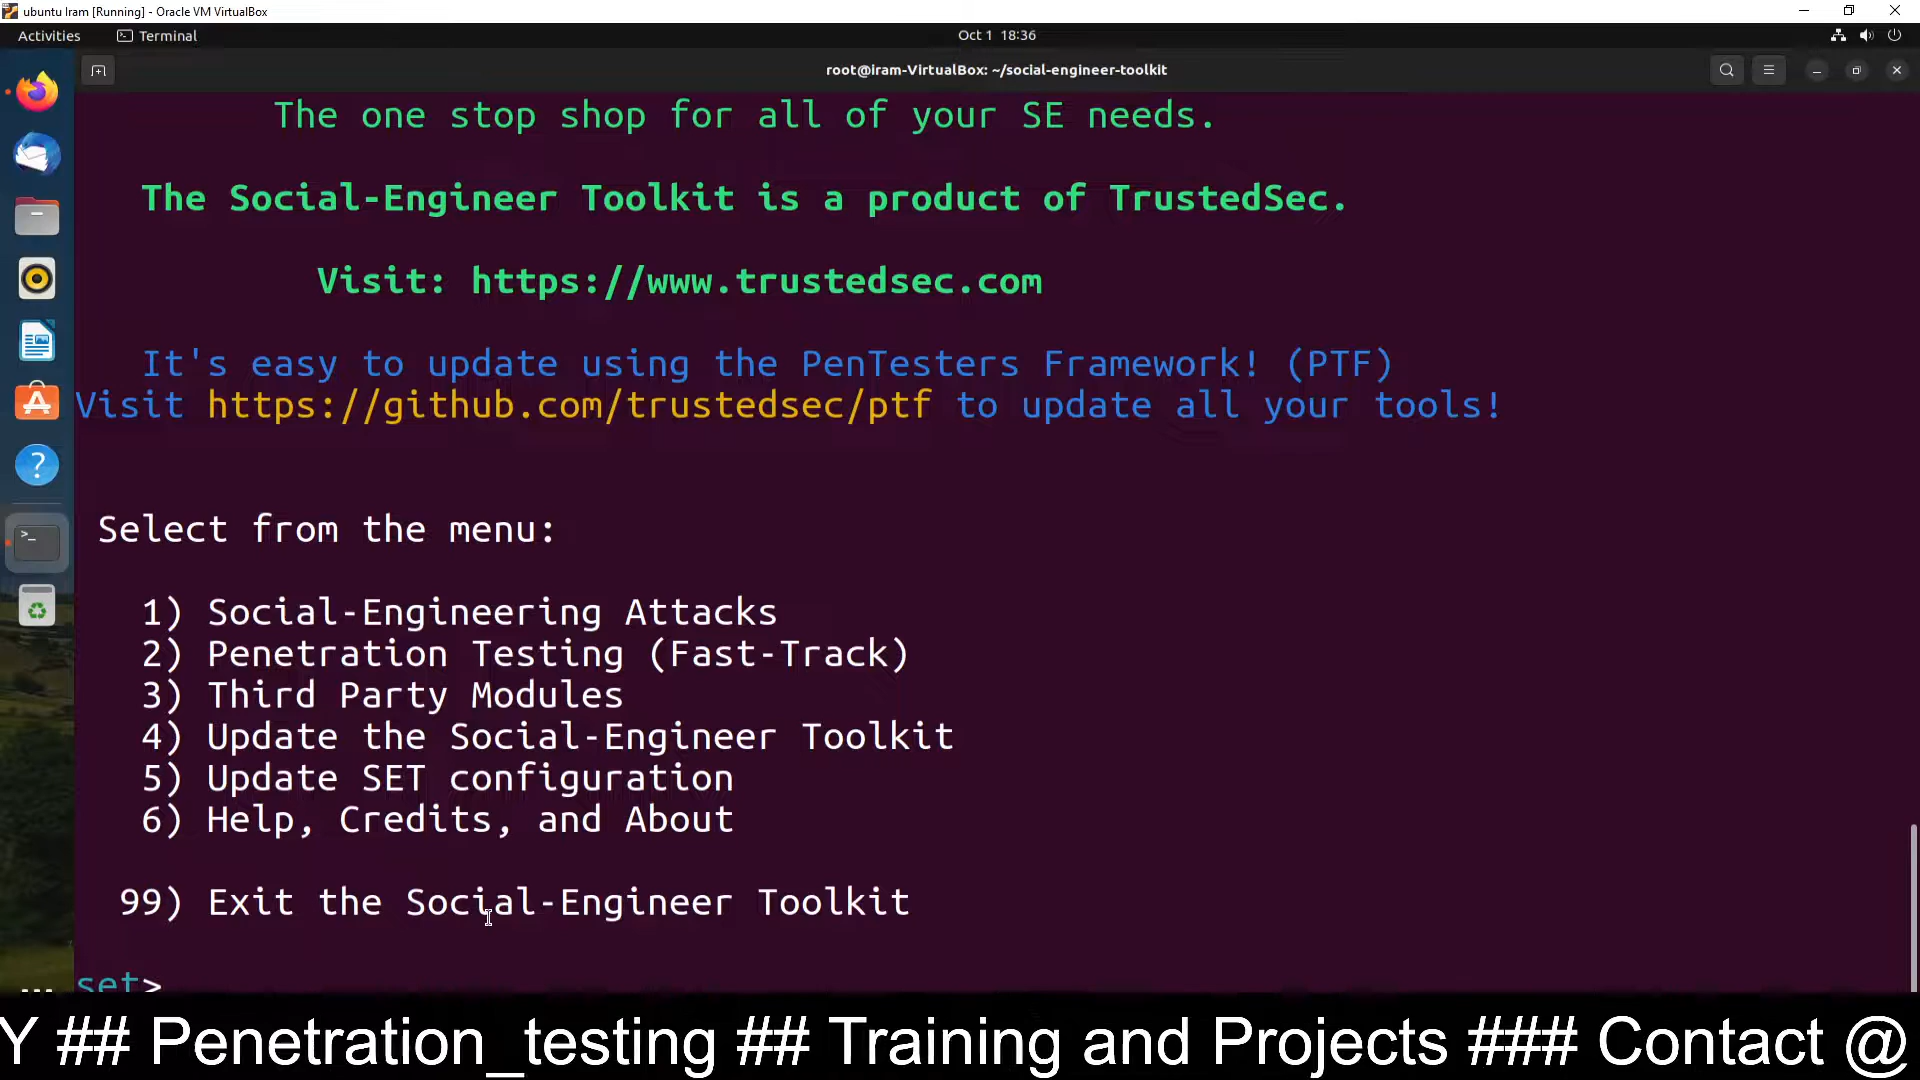 ubuntu Iram [Running] - Oracle VM VirtualBox
Activities
Terminal
Oct 1 18:36
root@iram-VirtualBox: ~/social-engineer-toolkit
The one stop shop for all of your SE needs.
The Social-Engineer Toolkit is a product of TrustedSec.
Visit: https://www.trustedsec.com
It's easy to update using the PenTesters Framework! (PTF)
Visit https://github.com/trustedsec/ptf to update all your tools!
Select from the menu:
1) Social-Engineering Attacks
2) Penetration Testing (Fast-Track)
3) Third Party Modules
4) Update the Social-Engineer Toolkit
5) Update SET configuration
6) Help, Credits, and About
99) Exit the Social-Engineer Toolkit
set>
Y ## Penetration_testing ## Training and Projects ### Contact @